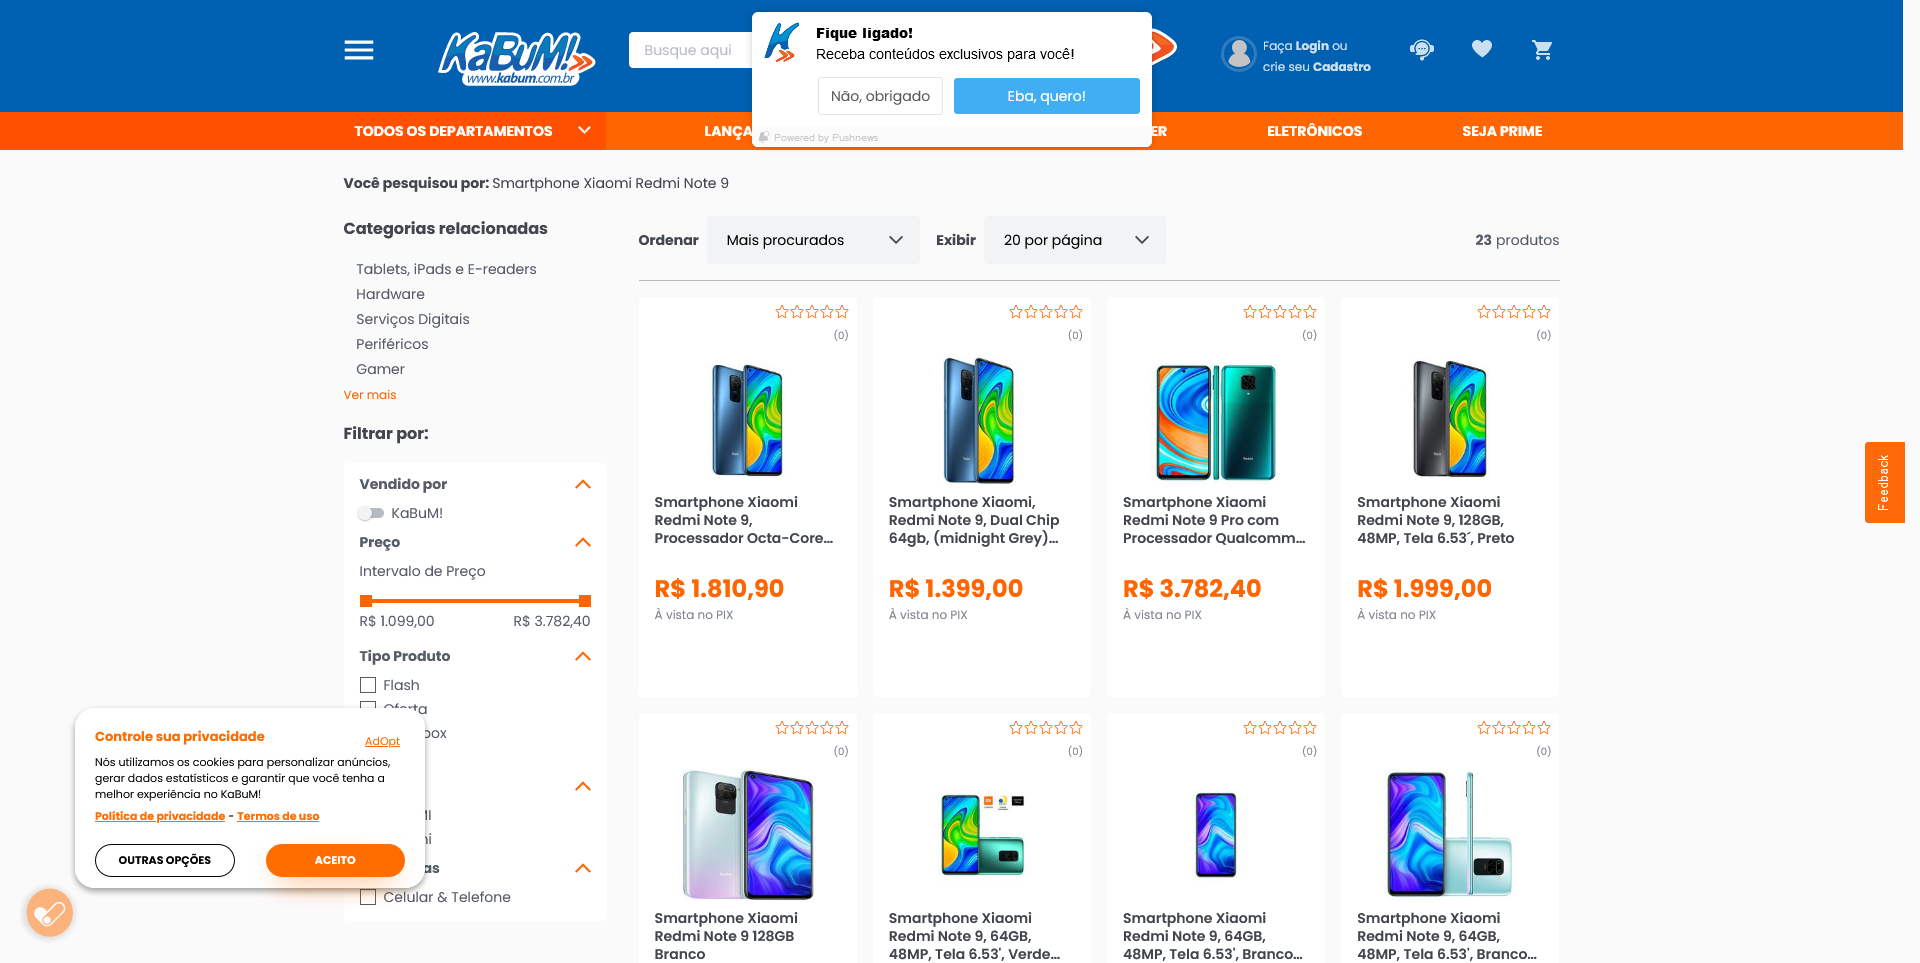 KaBuM!
www.kabum.com.br
Busque aqui
Fique ligado!
Receba conteúdos exclusivos para você!
Não, obrigado
Eba, quero!
Powered by Pushnews
Faça Login ou
crie seu Cadastro
TODOS OS DEPARTAMENTOS
LANÇA
ER
ELETRÔNICOS
SEJA PRIME
Você pesquisou por: Smartphone Xiaomi Redmi Note 9
Categorias relacionadas
Tablets, iPads e E-readers
Hardware
Serviços Digitais
Periféricos
Gamer
Ver mais
Filtrar por:
Vendido por
KaBuM!
Preço
Intervalo de Preço
R$ 1.099,00
R$ 3.782,40
Tipo Produto
Flash
Oferta
box
MI
ni
as
Celular & Telefone
Controle sua privacidade
AdOpt
Nós utilizamos os cookies para personalizar anúncios,
gerar dados estatísticos e garantir que você tenha a
melhor experiência no KaBuM!
Política de privacidade - Termos de uso
OUTRAS OPÇÕES
ACEITO
Ordenar
Mais procurados
Exibir
20 por página
23 produtos
(0)
Smartphone Xiaomi
Redmi Note 9,
Processador Octa-Core...
R$ 1.810,90
À vista no PIX
(0)
Smartphone Xiaomi,
Redmi Note 9, Dual Chip
64gb, (midnight Grey)...
R$ 1.399,00
À vista no PIX
(0)
Smartphone Xiaomi
Redmi Note 9 Pro com
Processador Qualcomm...
R$ 3.782,40
À vista no PIX
(0)
Smartphone Xiaomi
Redmi Note 9, 128GB,
48MP, Tela 6.53´, Preto
R$ 1.999,00
À vista no PIX
(0)
Smartphone Xiaomi
Redmi Note 9 128GB
Branco
(0)
Smartphone Xiaomi
Redmi Note 9, 64GB,
48MP, Tela 6.53', Verde...
(0)
Smartphone Xiaomi
Redmi Note 9, 64GB,
48MP, Tela 6.53', Branco...
(0)
Smartphone Xiaomi
Redmi Note 9, 64GB,
48MP, Tela 6.53', Branco...
Feedback